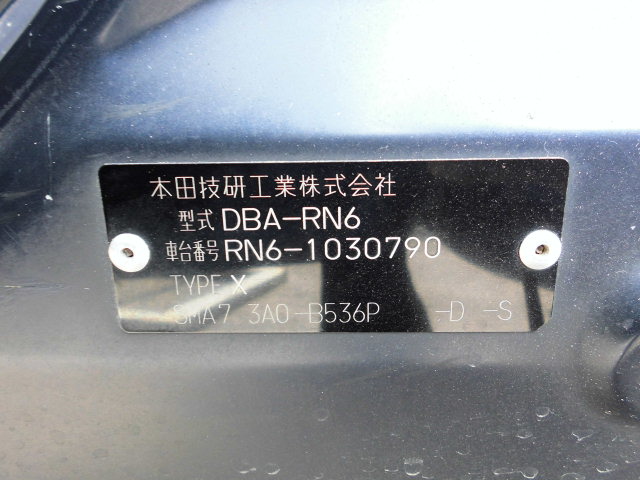 本田技研工業株式会社
型式 DBA-RN6
車台番号 RN6-1030790
TYPE X
SMA7 3A0-B536P -D -S